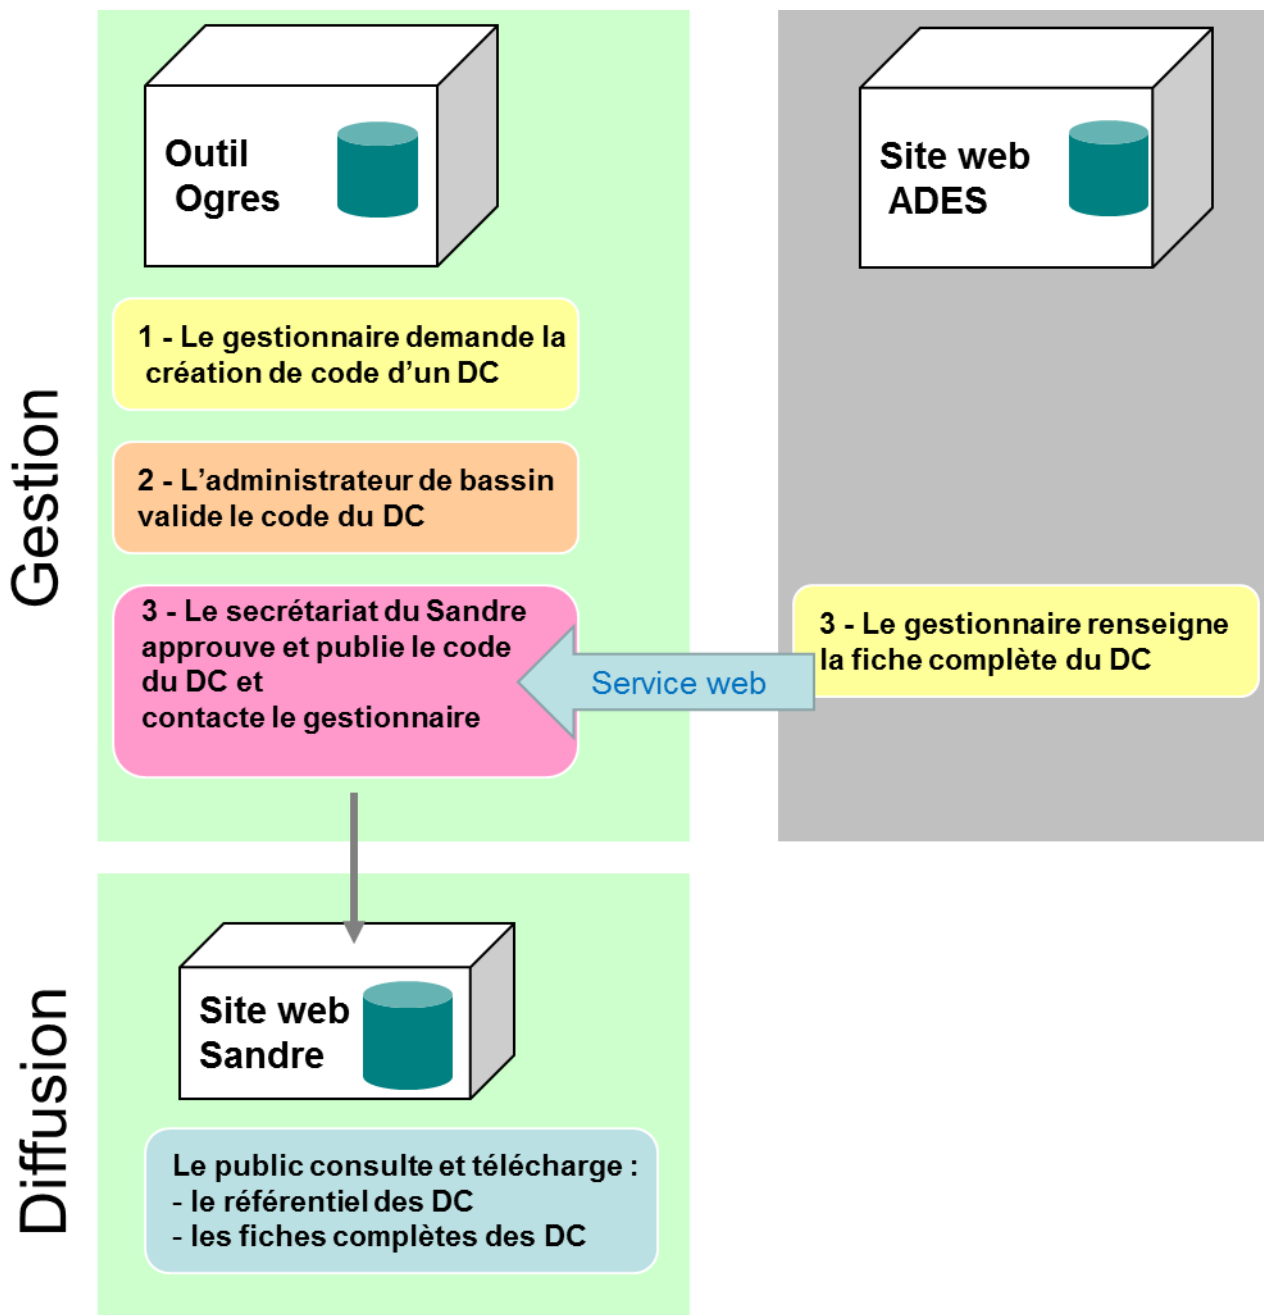 Gestion
Outil
Ogres
1 - Le gestionnaire demande la
création de code d’un DC
2 - L’administrateur de bassin
valide le code du DC
3 - Le secrétariat du Sandre
approuve et publie le code
du DC et
contacte le gestionnaire
Service web
Site web
ADES
3 - Le gestionnaire renseigne
la fiche complète du DC
Diffusion
Site web
Sandre
Le public consulte et télécharge :
- le référentiel des DC
- les fiches complètes des DC